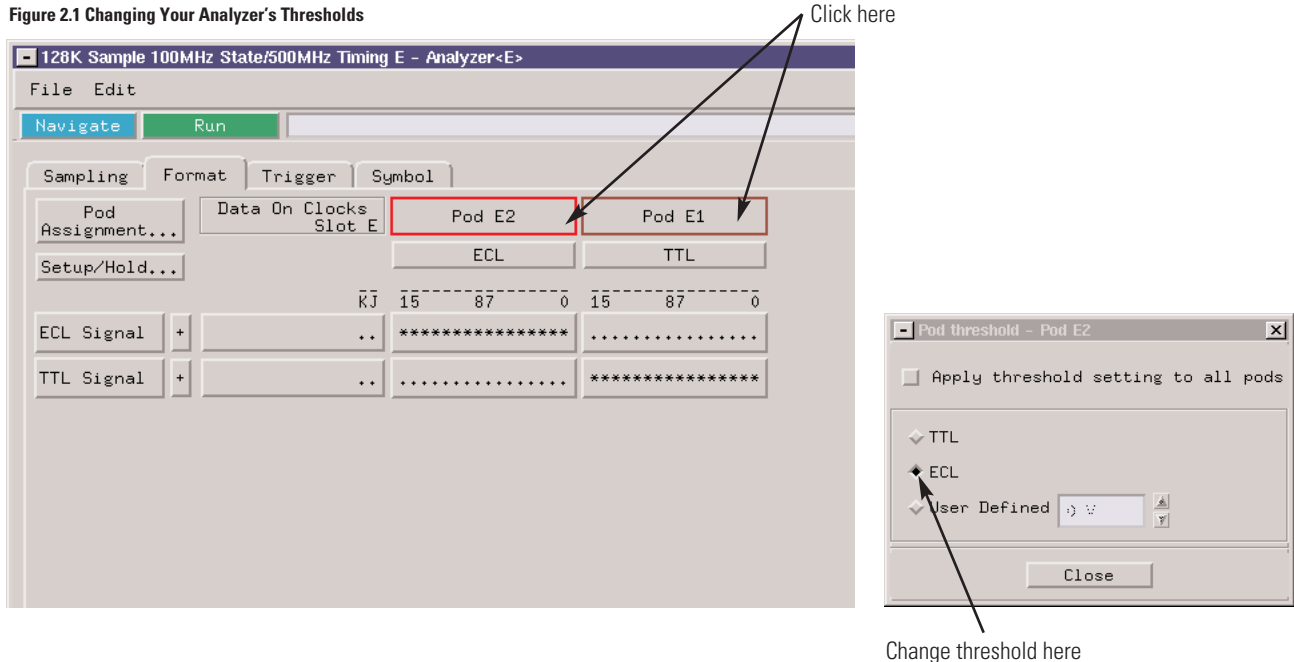 Figure 2.1 Changing Your Analyzer's Thresholds
Click here
128K Sample 100MHz State/500MHz Timing E - Analyzer<E>
File Edit
Navigate Run
Sampling Format Trigger Symbol
Pod Assignment...
Data On Clocks
Slot E
Pod E2
Pod E1
Setup/Hold...
ECL
TTL
KJ 15 87 0 15 87 0
ECL Signal + .. **************** ................
TTL Signal + .. ................ ****************
Pod threshold - Pod E2
Apply threshold setting to all pods
TTL
ECL
User Defined 0 V
Close
Change threshold here